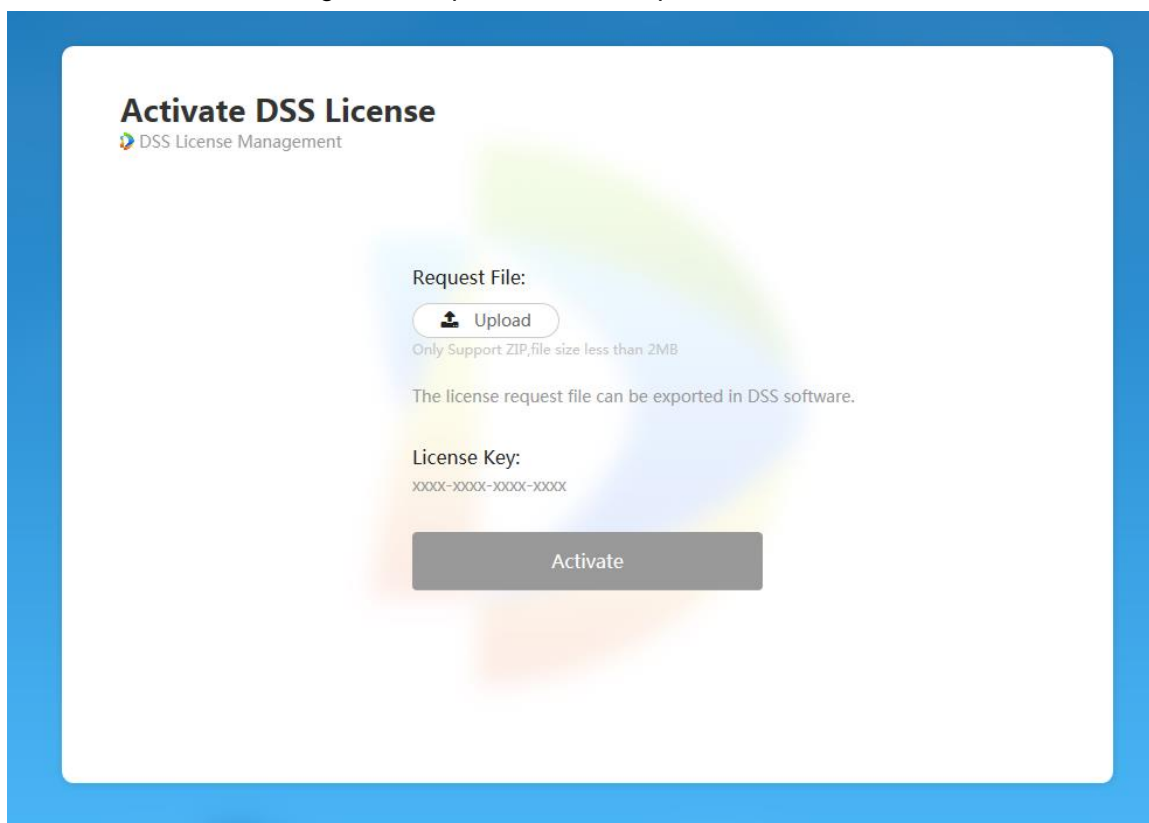 Activate DSS License
DSS License Management
Request File:
Upload
Only Support ZIP,file size less than 2MB
The license request file can be exported in DSS software.
License Key:
xxxx-xxxx-xxxx-xxxx
Activate